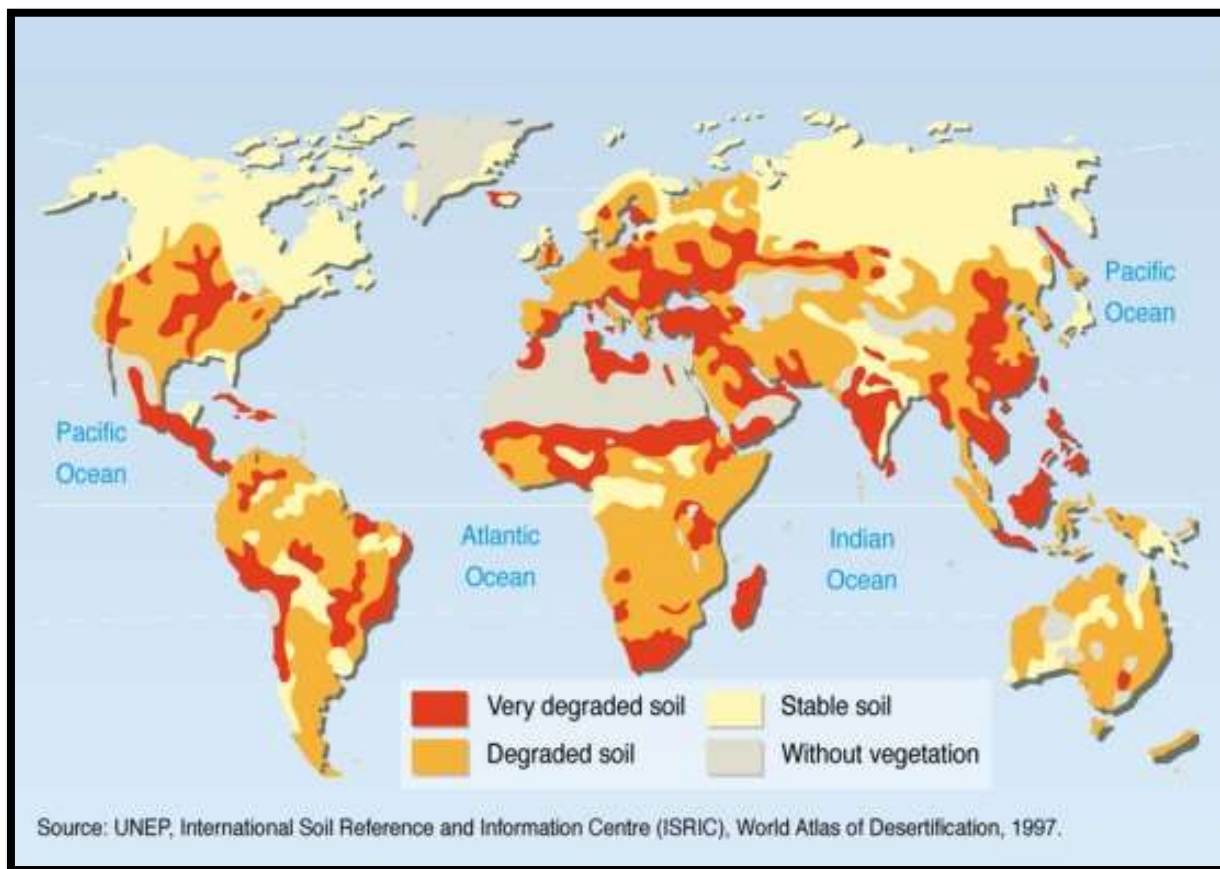 Pacific
Ocean
Pacific
Ocean
Atlantic
Ocean
Indian
Ocean
Very degraded soil
Stable soil
Degraded soil
Without vegetation
Source: UNEP, International Soil Reference and Information Centre (ISRIC), World Atlas of Desertification, 1997.